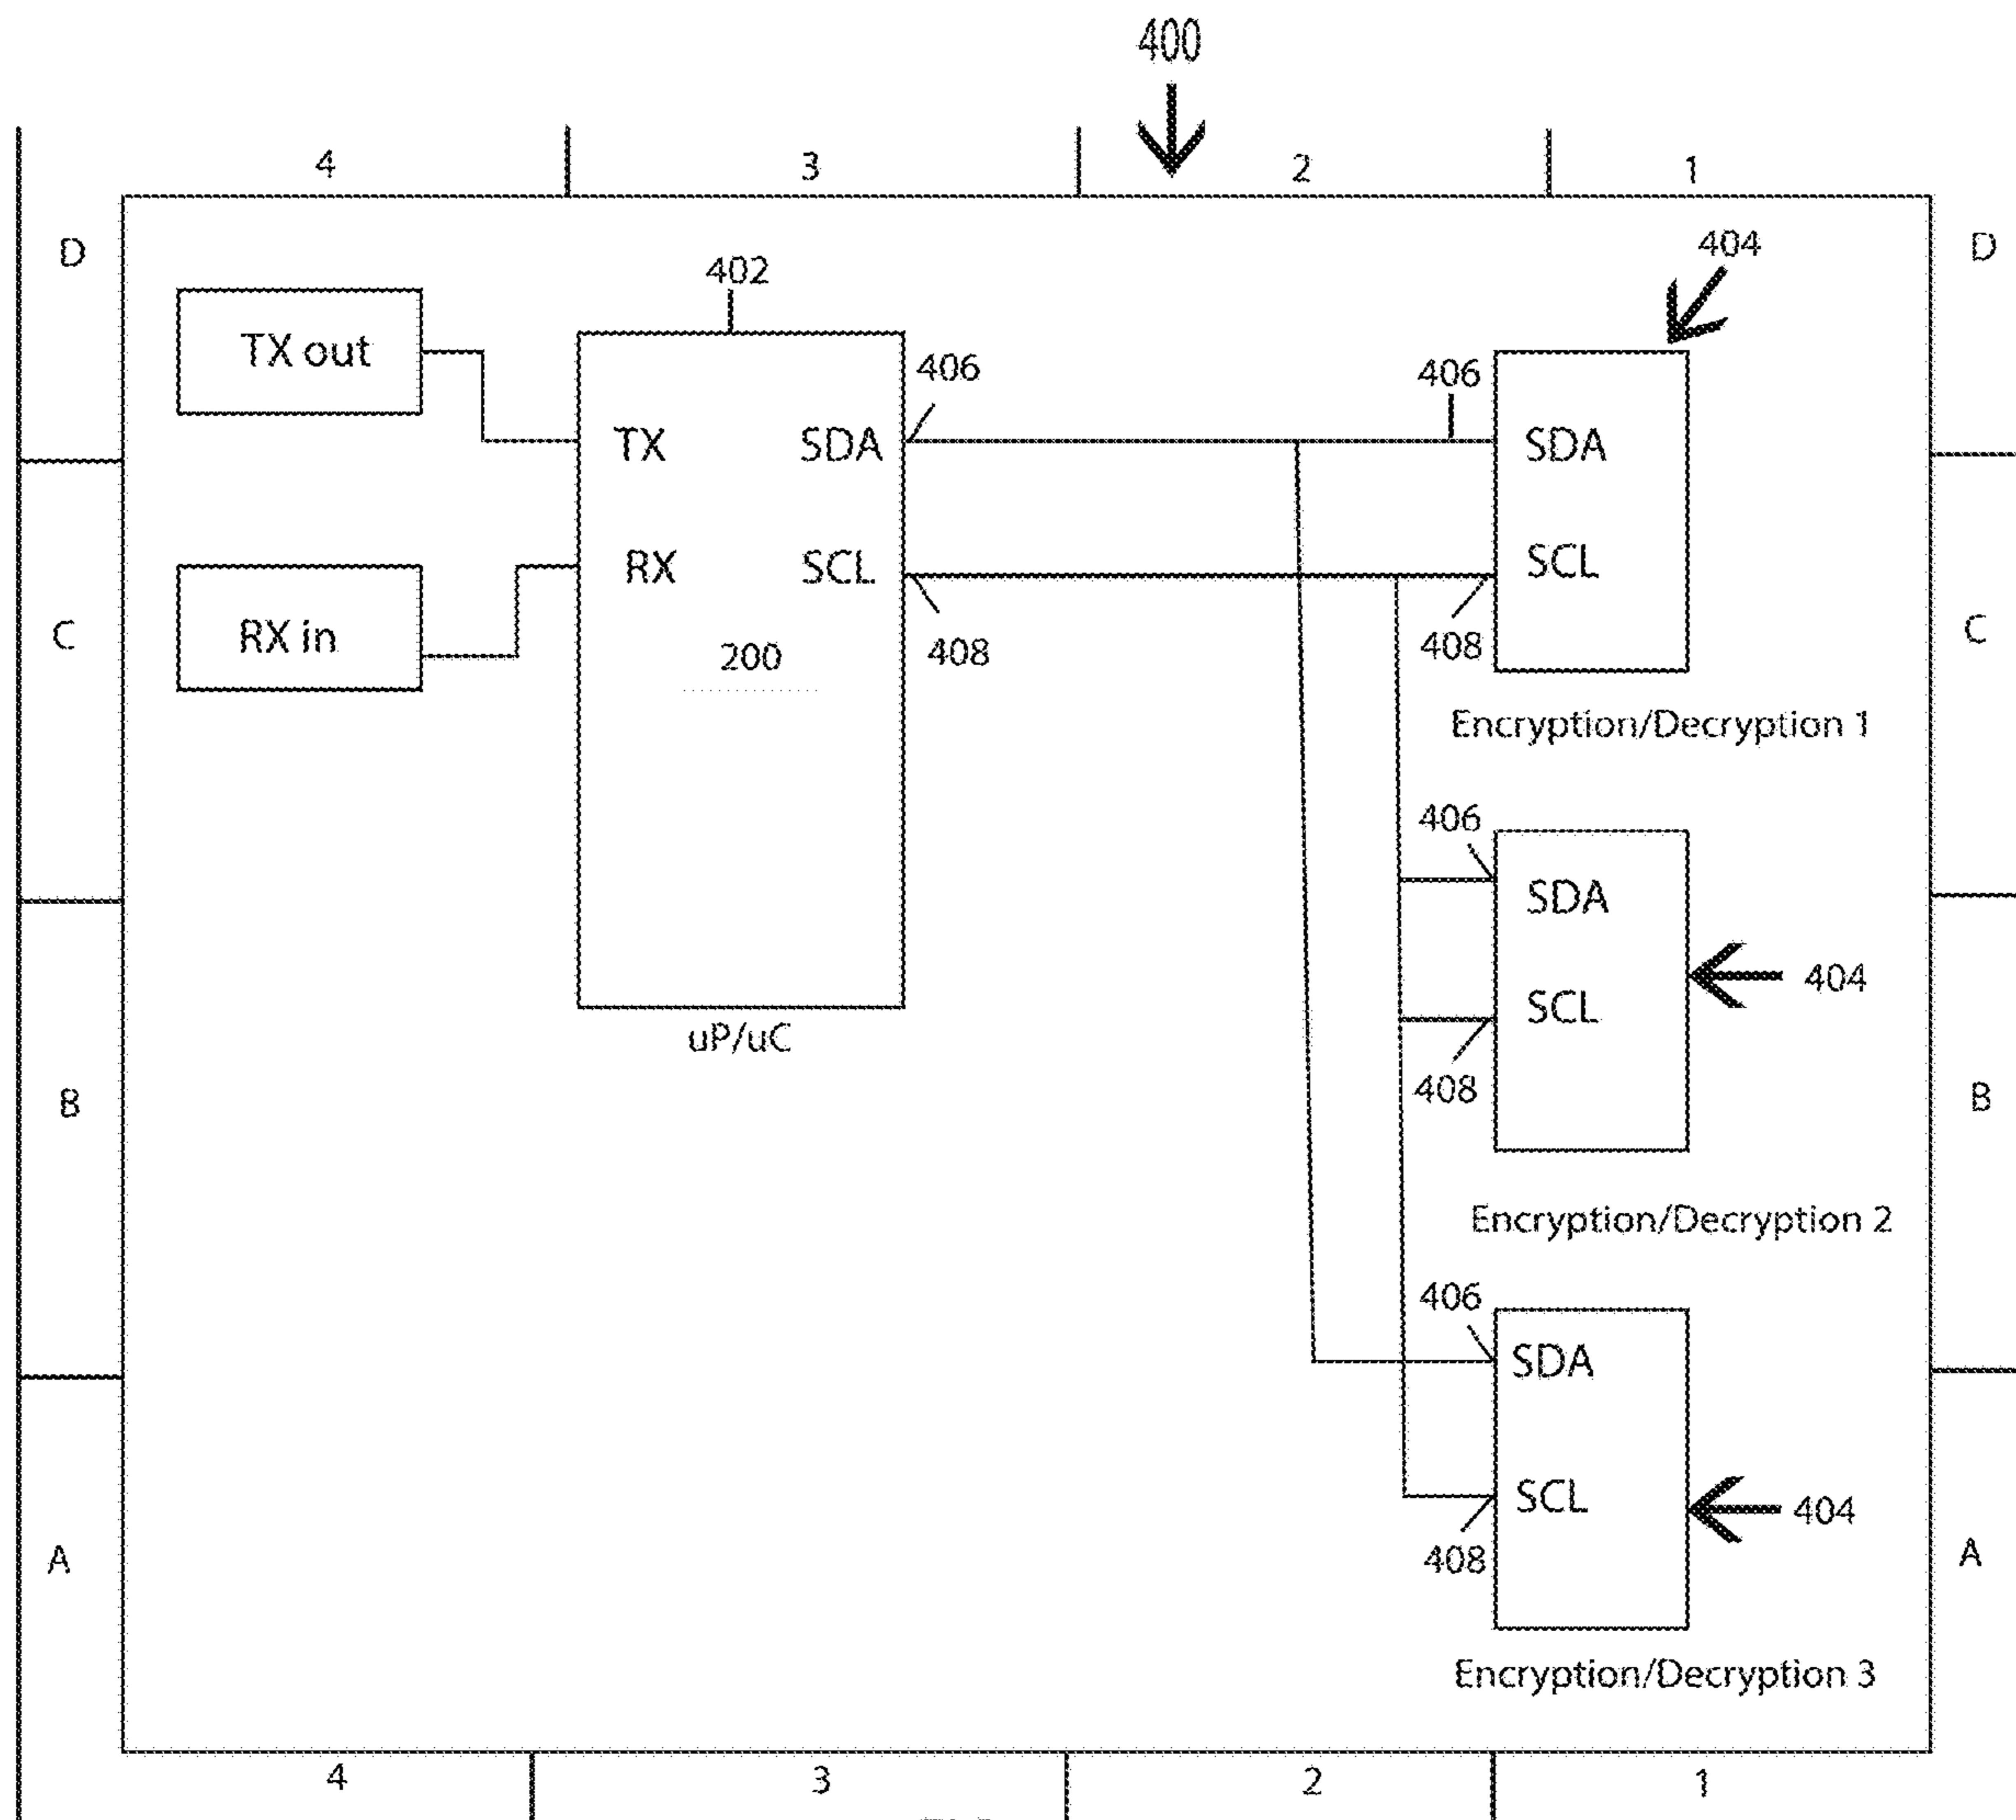 400
4 3 2 1
D D
404
402
TX out
406 406
TX SDA SDA
RX SCL SCL
C C
RX in
200 408 408
Encryption/Decryption 1
406
SDA
404
SCL
uP/uC
408
B B
Encryption/Decryption 2
406
SDA
SCL
404
408
A A
Encryption/Decryption 3
4 3 2 1